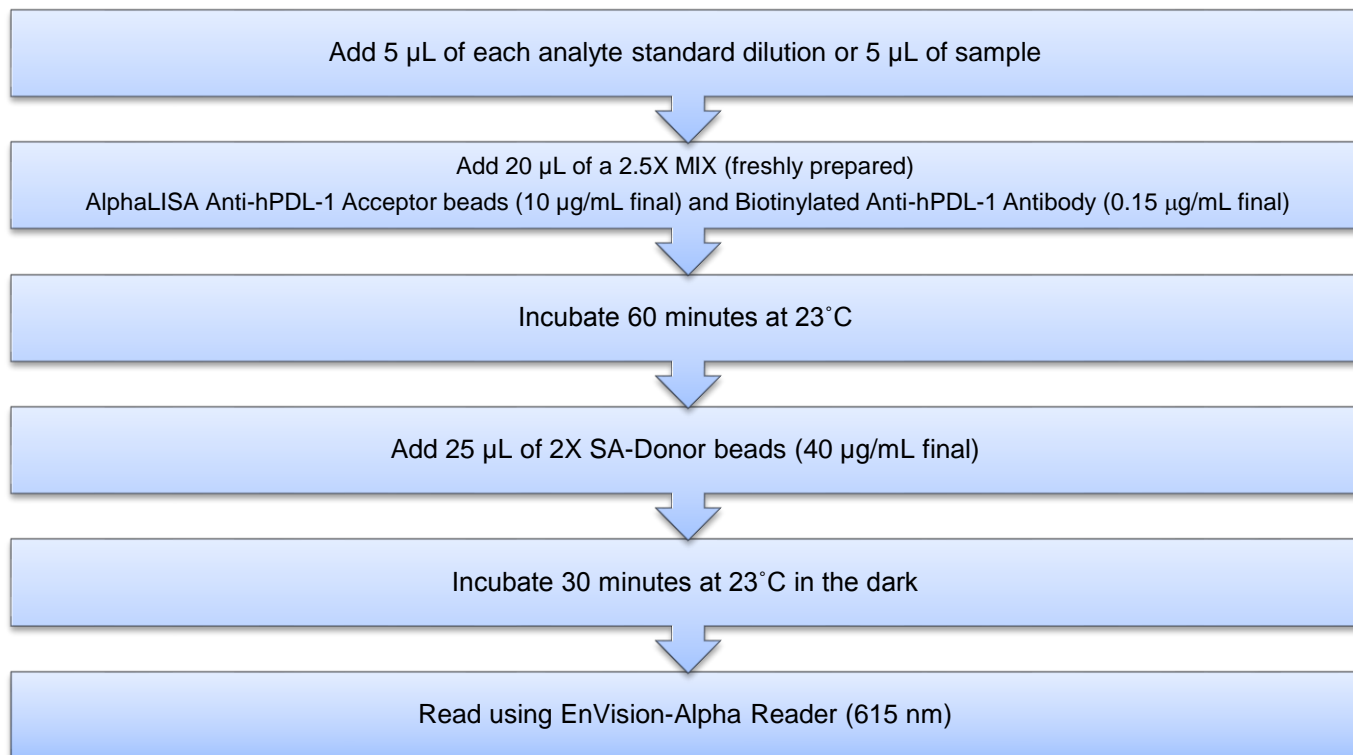 Add 5 µL of each analyte standard dilution or 5 µL of sample
Add 20 µL of a 2.5X MIX (freshly prepared)
AlphaLISA Anti-hPDL-1 Acceptor beads (10 µg/mL final) and Biotinylated Anti-hPDL-1 Antibody (0.15 µg/mL final)
Incubate 60 minutes at 23˚C
Add 25 µL of 2X SA-Donor beads (40 µg/mL final)
Incubate 30 minutes at 23˚C in the dark
Read using EnVision-Alpha Reader (615 nm)